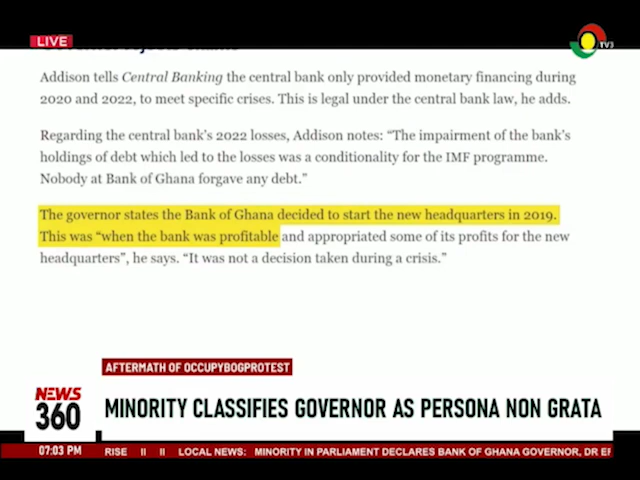 LIVE
TV3
Addison tells Central Banking the central bank only provided monetary financing during
2020 and 2022, to meet specific crises. This is legal under the central bank law, he adds.
Regarding the central bank's 2022 losses, Addison notes: “The impairment of the bank's
holdings of debt which led to the losses was a conditionality for the IMF programme.
Nobody at Bank of Ghana forgave any debt.”
The governor states the Bank of Ghana decided to start the new headquarters in 2019.
This was “when the bank was profitable and appropriated some of its profits for the new
headquarters”, he says. “It was not a decision taken during a crisis.”
AFTERMATH OF OCCUPYBOGPROTEST
NEWS
360
MINORITY CLASSIFIES GOVERNOR AS PERSONA NON GRATA
07:03 PM
RISE II II LOCAL NEWS: MINORITY IN PARLIAMENT DECLARES BANK OF GHANA GOVERNOR, DR